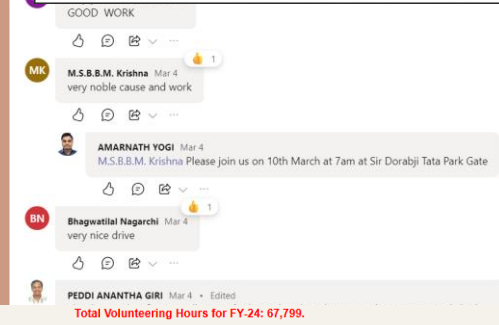 GOOD WORK
👍 1
MK
M.S.B.B.M. Krishna Mar 4
very noble cause and work
AMARNATH YOGI Mar 4
M.S.B.B.M. Krishna Please join us on 10th March at 7am at Sir Dorabji Tata Park Gate
👍 1
BN
Bhagwatilal Nagarchi Mar 4
very nice drive
PEDDI ANANTHA GIRI Mar 4 • Edited
Total Volunteering Hours for FY-24: 67,799.